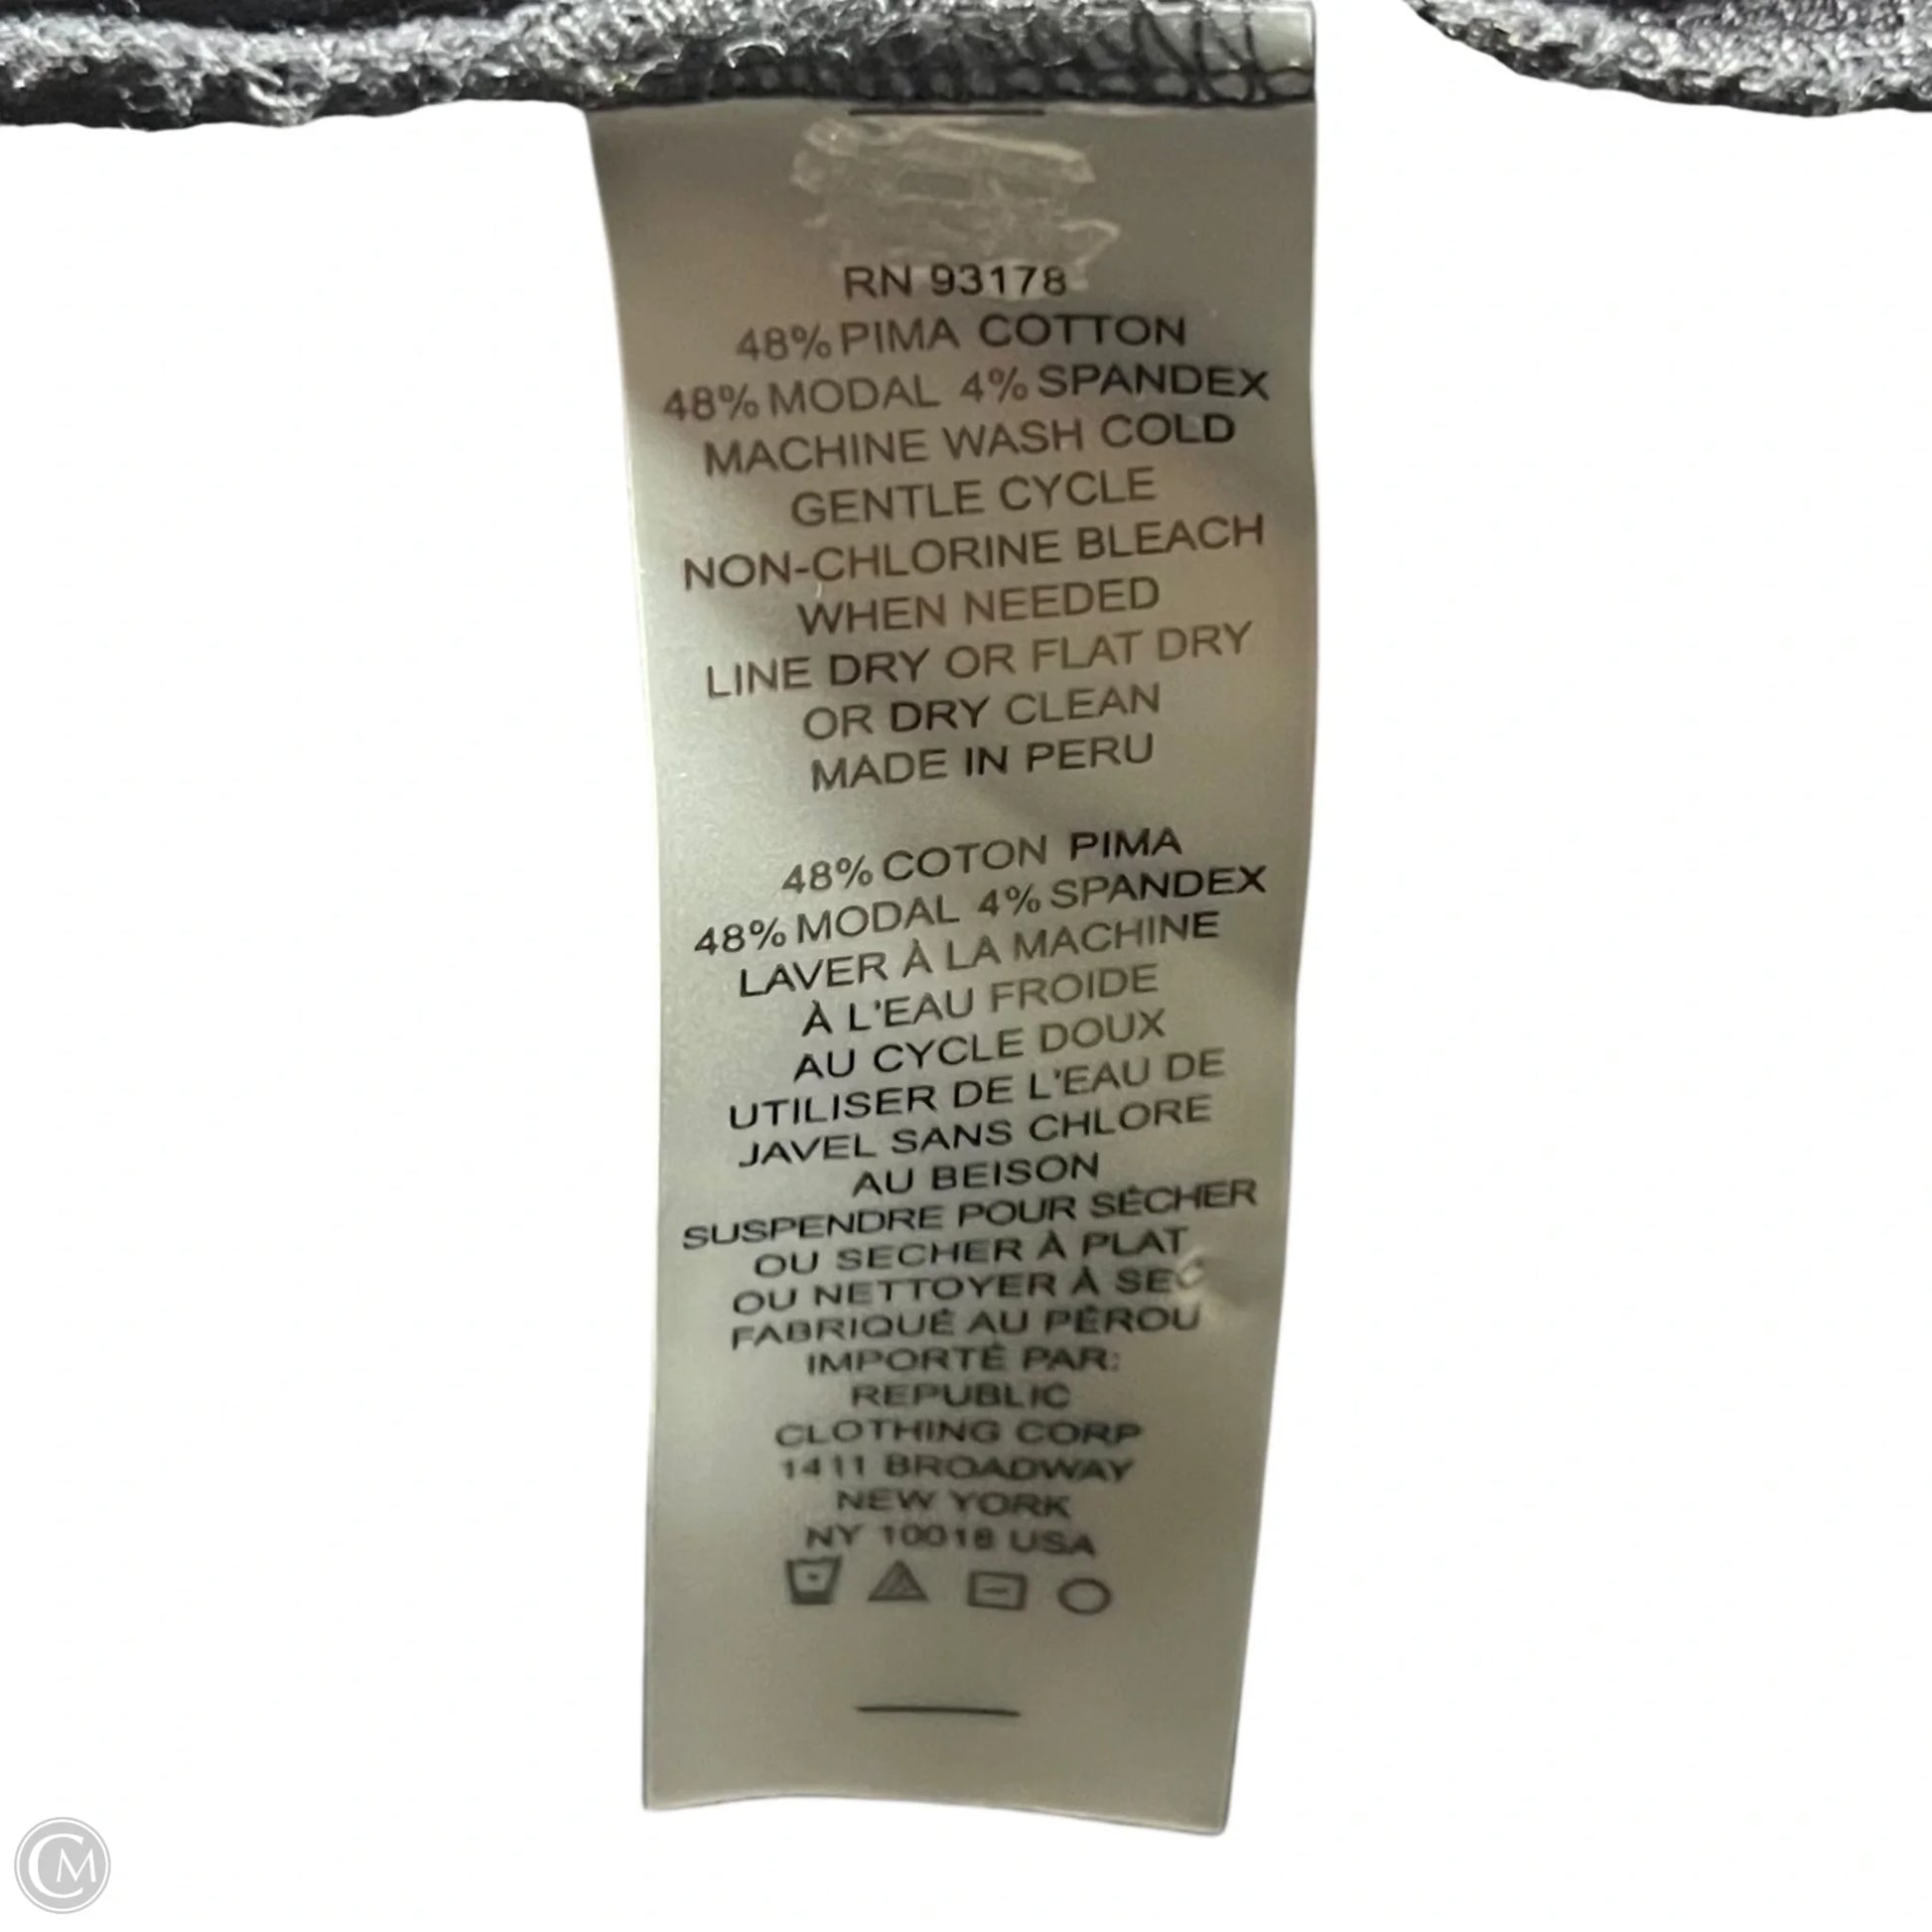 RN 93178
48% PIMA COTTON
48% MODAL 4% SPANDEX
MACHINE WASH COLD
GENTLE CYCLE
NON-CHLORINE BLEACH
WHEN NEEDED
LINE DRY OR FLAT DRY
OR DRY CLEAN
MADE IN PERU
48% COTON PIMA
48% MODAL 4% SPANDEX
LAVER À LA MACHINE
À L'EAU FROIDE
AU CYCLE DOUX
UTILISER DE L'EAU DE
JAVEL SANS CHLORE
AU BEISON
SUSPENDRE POUR SÉCHER
OU SECHER À PLAT
OU NETTOYER À SEC
FABRIQUÉ AU PÉROU
IMPORTÉ PAR:
REPUBLIC
CLOTHING CORP
1411 BROADWAY
NEW YORK
NY 10018 USA
CM